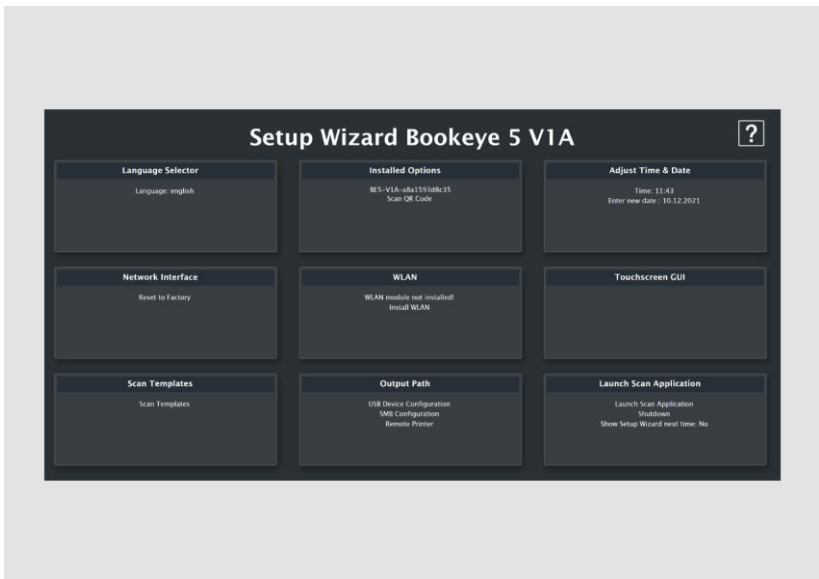 Setup Wizard Bookeye 5 V1A
?
Language Selector
Language: english
Installed Options
BE5-V1A-a8a1593d8c35
Scan QR Code
Adjust Time & Date
Time: 11:43
Enter new date : 10.12.2021
Network Interface
Reset to Factory
WLAN
WLAN module not installed!
Install WLAN
Touchscreen GUI
Scan Templates
Scan Templates
Output Path
USB Device Configuration
SMB Configuration
Remote Printer
Launch Scan Application
Launch Scan Application
Shutdown
Show Setup Wizard next time: No